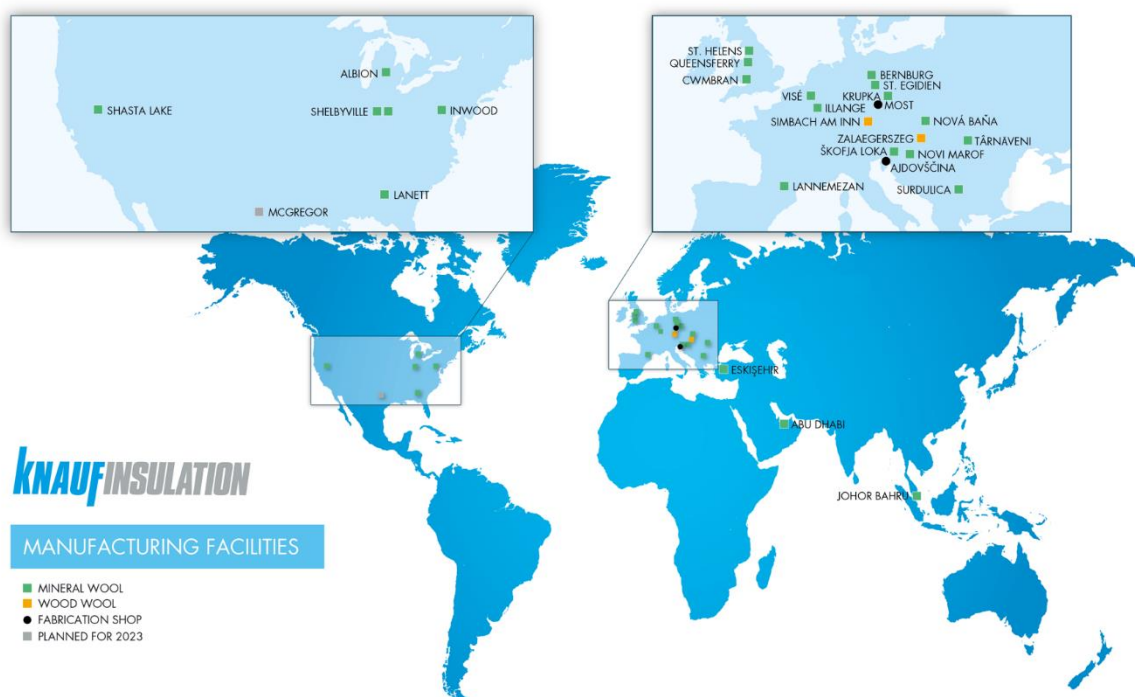 ALBION
SHASTA LAKE
SHELBYVILLE
INWOOD
LANETT
MCGREGOR
ST. HELENS
QUEENSFERRY
CWMBRAN
BERNBURG
ST. EGIDIEN
VISÉ
KRUPKA
MOST
ILLANGE
SIMBACH AM INN
NOVÁ BAŇA
ZALAEGERSZEG
TÂRNĂVENI
ŠKOFJA LOKA
NOVI MAROF
AJDOVŠČINA
LANNEMEZAN
SURDULICA
ESKIŞEHIR
ABU DHABI
JOHOR BAHRU
KNAUFINSULATION
MANUFACTURING FACILITIES
MINERAL WOOL
WOOD WOOL
FABRICATION SHOP
PLANNED FOR 2023